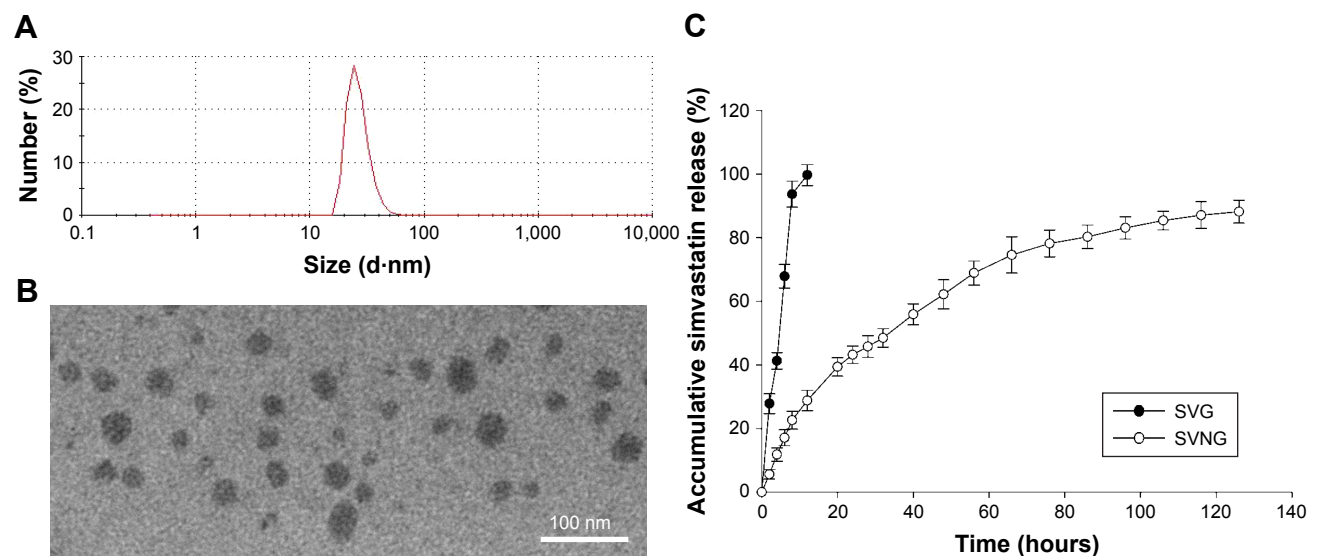 A
Number (%)
30
20
10
0
0.1 1 10 100 1,000 10,000
Size (d·nm)
B
100 nm
C
Accumulative simvastatin release (%)
120
100
80
60
40
20
0
0 20 40 60 80 100 120 140
Time (hours)
SVG
SVNG